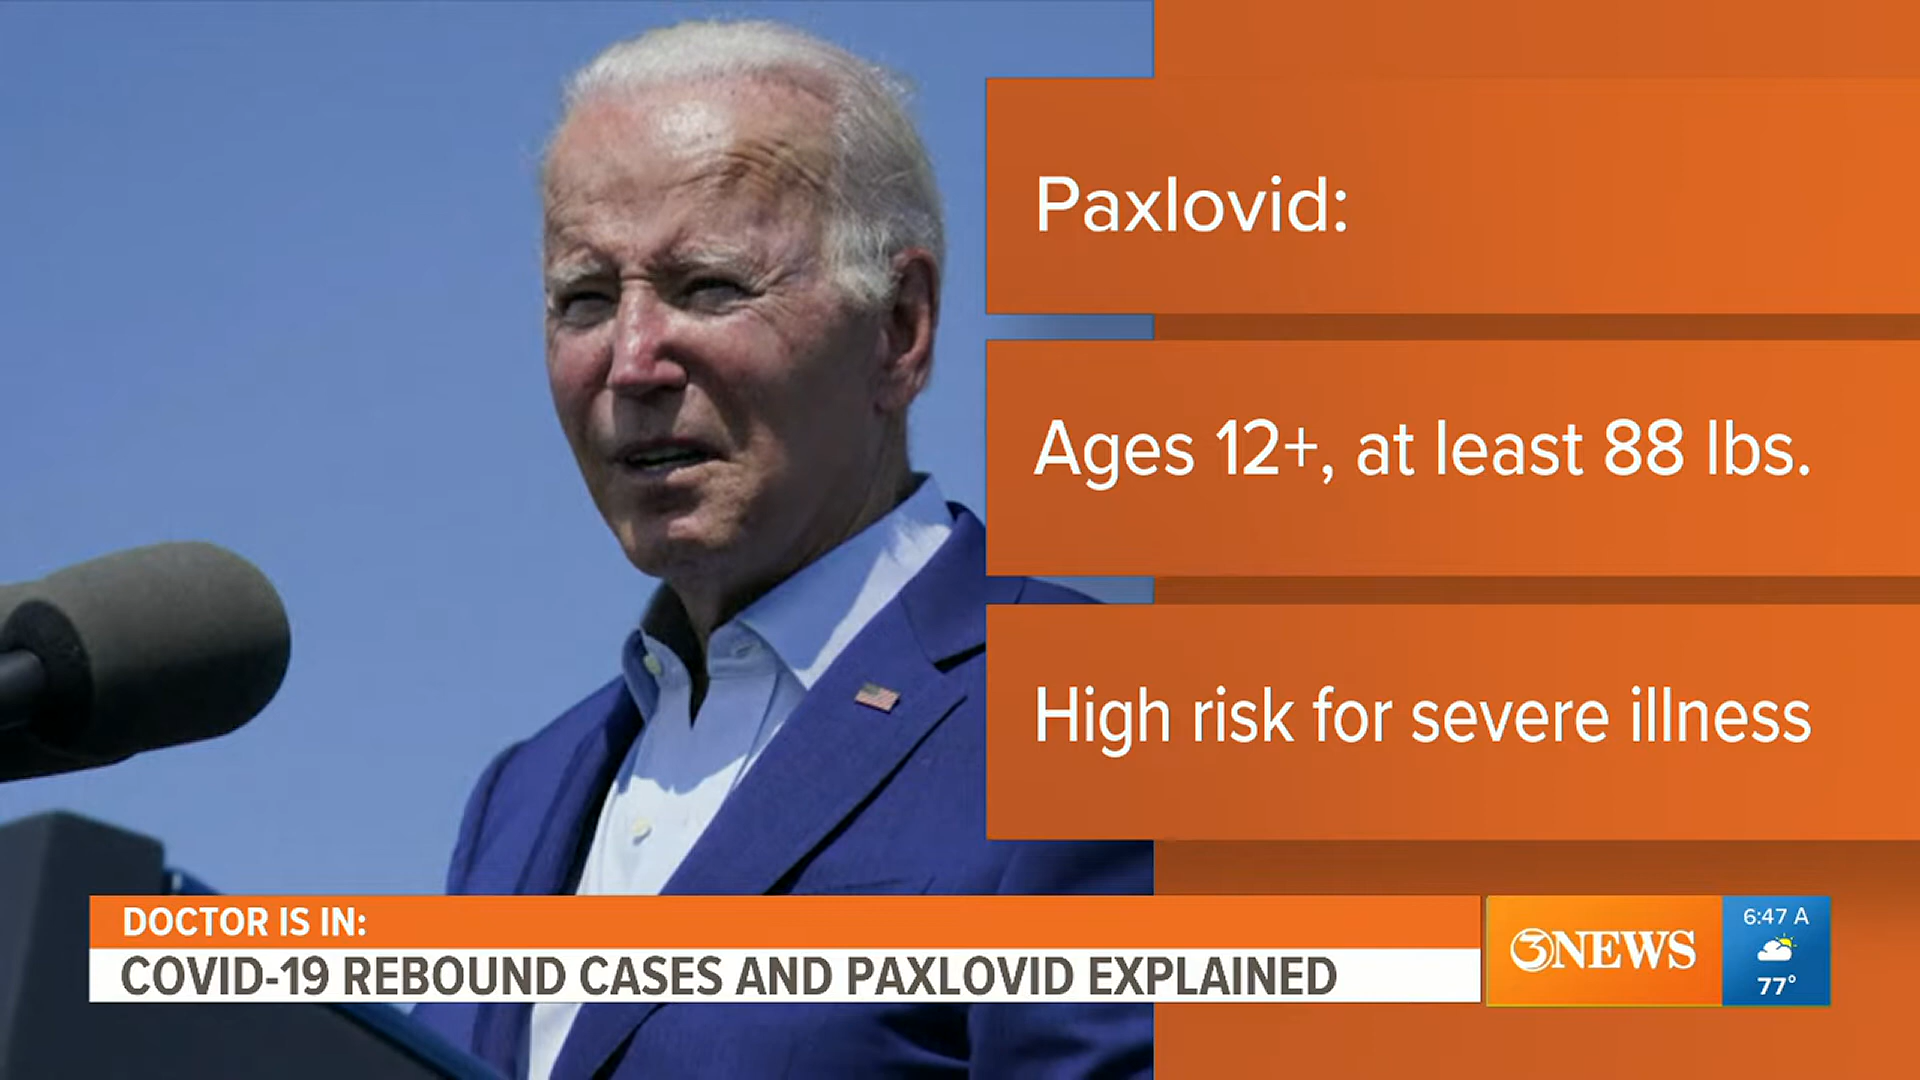 Paxlovid:
Ages 12+, at least 88 lbs.
High risk for severe illness
DOCTOR IS IN:
COVID-19 REBOUND CASES AND PAXLOVID EXPLAINED
3NEWS
6:47 A
77°